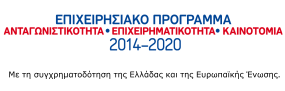 ΕΠΙΧΕΙΡΗΣΙΑΚΟ ΠΡΟΓΡΑΜΜΑ
ΑΝΤΑΓΩΝΙΣΤΙΚΟΤΗΤΑ • ΕΠΙΧΕΙΡΗΜΑΤΙΚΟΤΗΤΑ • ΚΑΙΝΟΤΟΜΙΑ
2014-2020
Με τη συγχρηματοδότηση της Ελλάδας και της Ευρωπαϊκής Ένωσης.